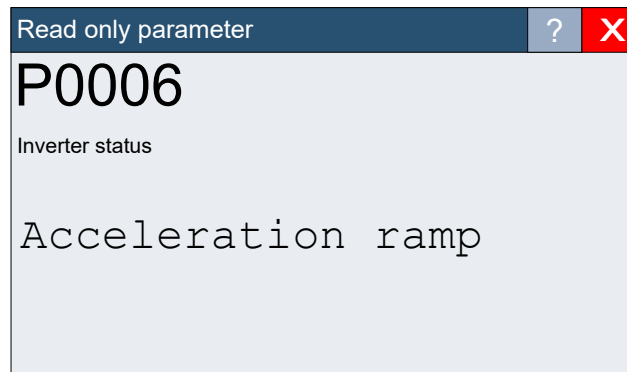 Read only parameter ? X
P0006
Inverter status
Acceleration ramp